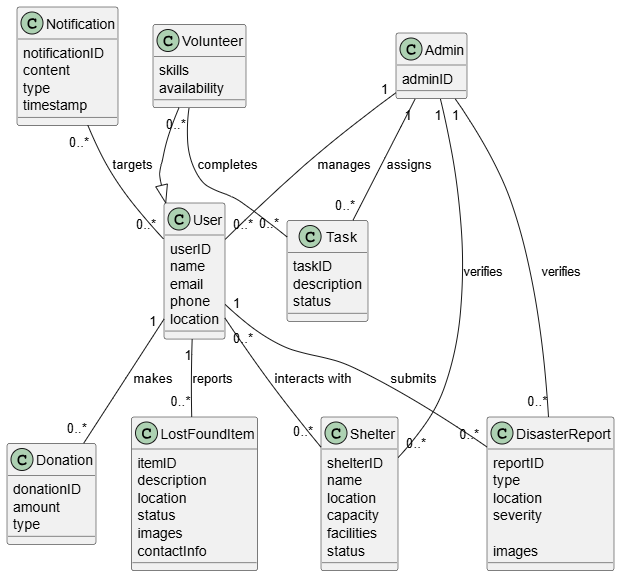 C Notification
notificationID
content
type
timestamp
C Volunteer
skills
availability
C Admin
adminID
0..*
targets
0..*
0..*
completes
0..*
1
manages
0..*
1
assigns
0..*
1
verifies
0..*
1
verifies
0..*
C User
userID
name
email
phone
location
C Task
taskID
description
status
1
makes
0..*
1
reports
0..*
0..*
interacts with
0..*
1
submits
0..*
C Donation
donationID
amount
type
C LostFoundItem
itemID
description
location
status
images
contactInfo
C Shelter
shelterID
name
location
capacity
facilities
status
C DisasterReport
reportID
type
location
severity
images